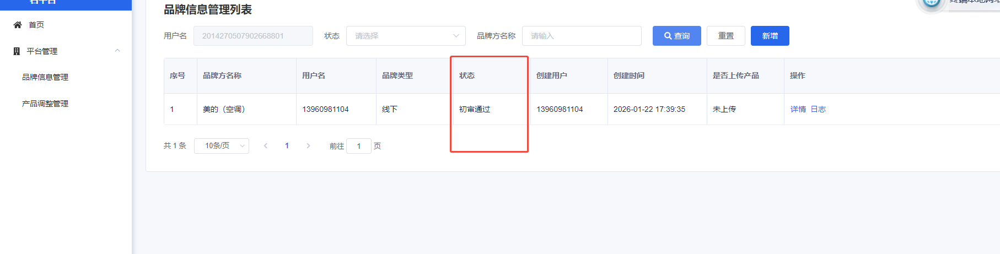 品牌信息管理列表
首页
平台管理
品牌信息管理
产品调整管理
用户名 2014270507902668801 状态 请选择 品牌方名称 请输入 查询 重置 新增
序号 品牌方名称 用户名 品牌类型 状态 创建用户 创建时间 是否上传产品 操作
1 美的（空调） 13960981104 线下 初审通过 13960981104 2026-01-22 17:39:35 未上传 详情 日志
共 1 条 10条/页 1 前往 1 页